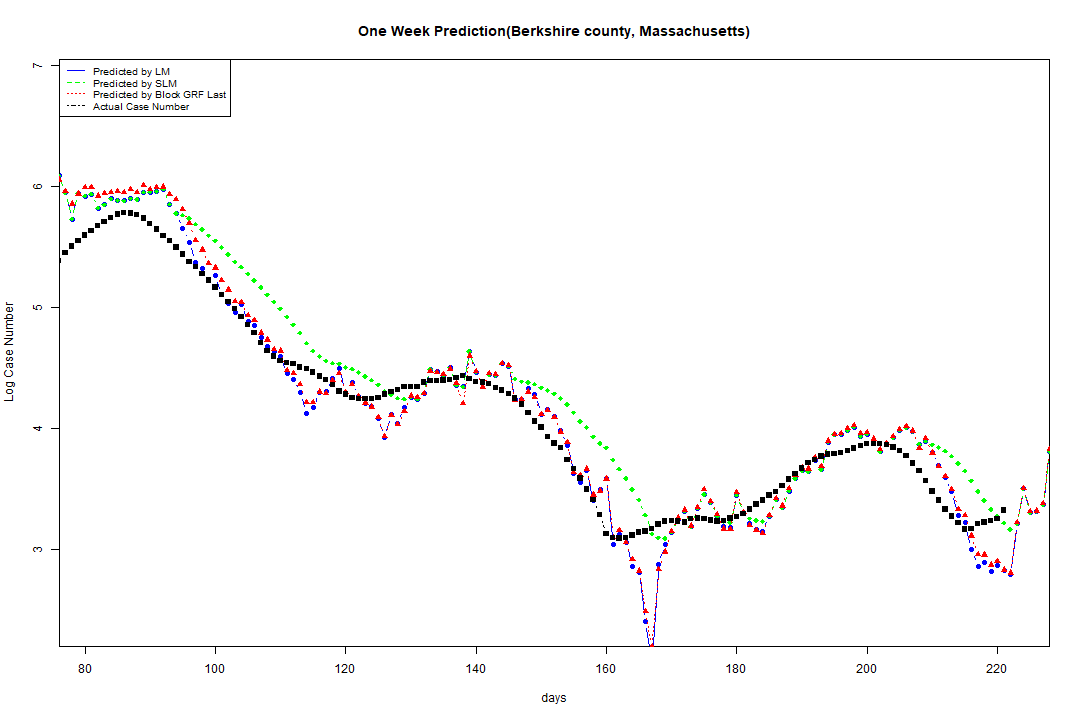 One Week Prediction(Berkshire county, Massachusetts)
7
Predicted by LM
Predicted by SLM
Predicted by Block GRF Last
Actual Case Number
6
5
4
3
Log Case Number
80 100 120 140 160 180 200 220
days